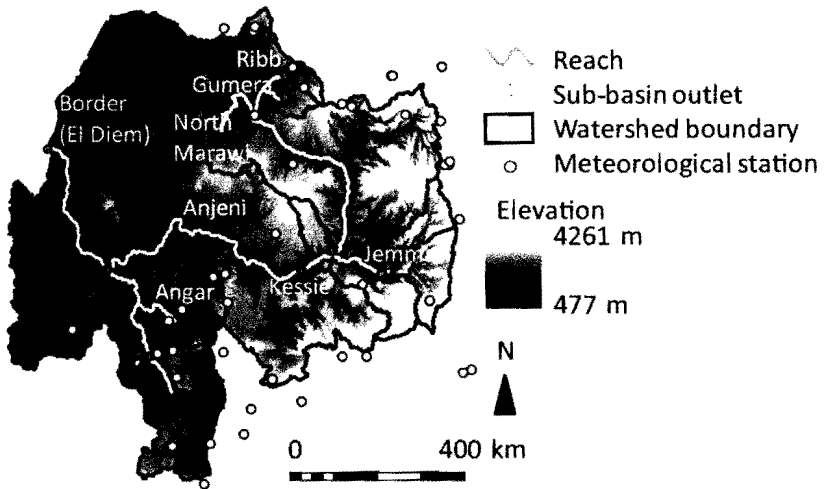 Ribb
Gumera
Border
(El Diem)
North
Marawi
Anjeni
Jemma
Kessie
Angar
Reach
Sub-basin outlet
Watershed boundary
Meteorological station
Elevation
4261 m
477 m
N
0 400 km